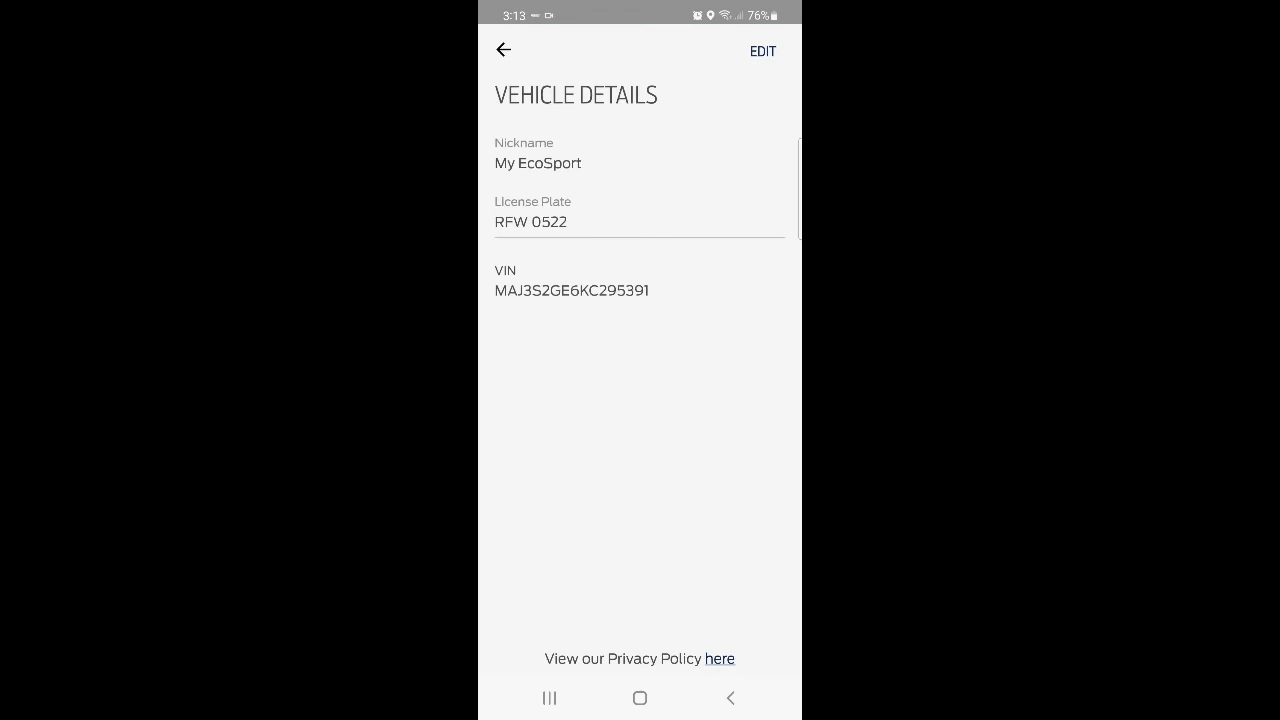 3:13
76%
EDIT
VEHICLE DETAILS
Nickname
My EcoSport
License Plate
RFW 0522
VIN
MAJ3S2GE6KC295391
View our Privacy Policy here